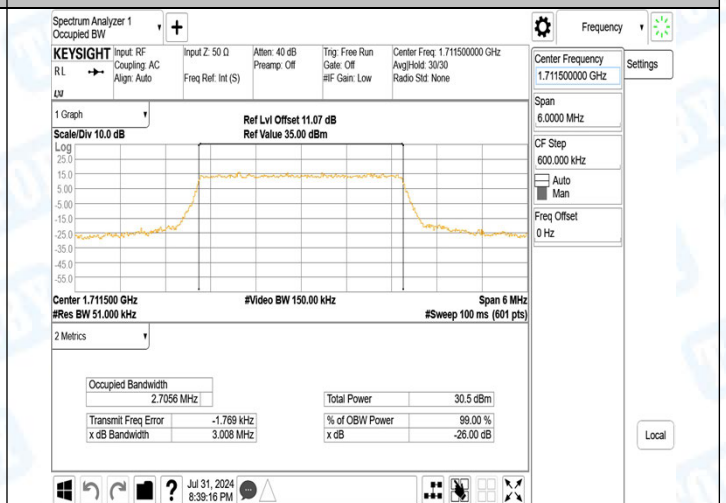 Spectrum Analyzer 1
Occupied BW
+
Frequency
KEYSIGHT
RL
Input: RF
Coupling: AC
Align: Auto
Input Z: 50 Ω
Freq Ref: Int (S)
Atten: 40 dB
Preamp: Off
Trig: Free Run
Gate: Off
#IF Gain: Low
Center Freq: 1.711500000 GHz
Avg|Hold: 30/30
Radio Std: None
Center Frequency
1.711500000 GHz
Settings
Span
6.0000 MHz
CF Step
600.000 kHz
Auto
Man
Freq Offset
0 Hz
1 Graph
Scale/Div 10.0 dB
Ref Lvl Offset 11.07 dB
Ref Value 35.00 dBm
Log
25.0
15.0
5.00
-5.00
-15.0
-25.0
-35.0
-45.0
-55.0
Center 1.711500 GHz
#Video BW 150.00 kHz
Span 6 MHz
#Res BW 51.000 kHz
#Sweep 100 ms (601 pts)
2 Metrics
Occupied Bandwidth
2.7056 MHz
Total Power 30.5 dBm
Transmit Freq Error -1.769 kHz
% of OBW Power 99.00 %
x dB Bandwidth 3.008 MHz
x dB -26.00 dB
Local
?
Jul 31, 2024
8:39:16 PM